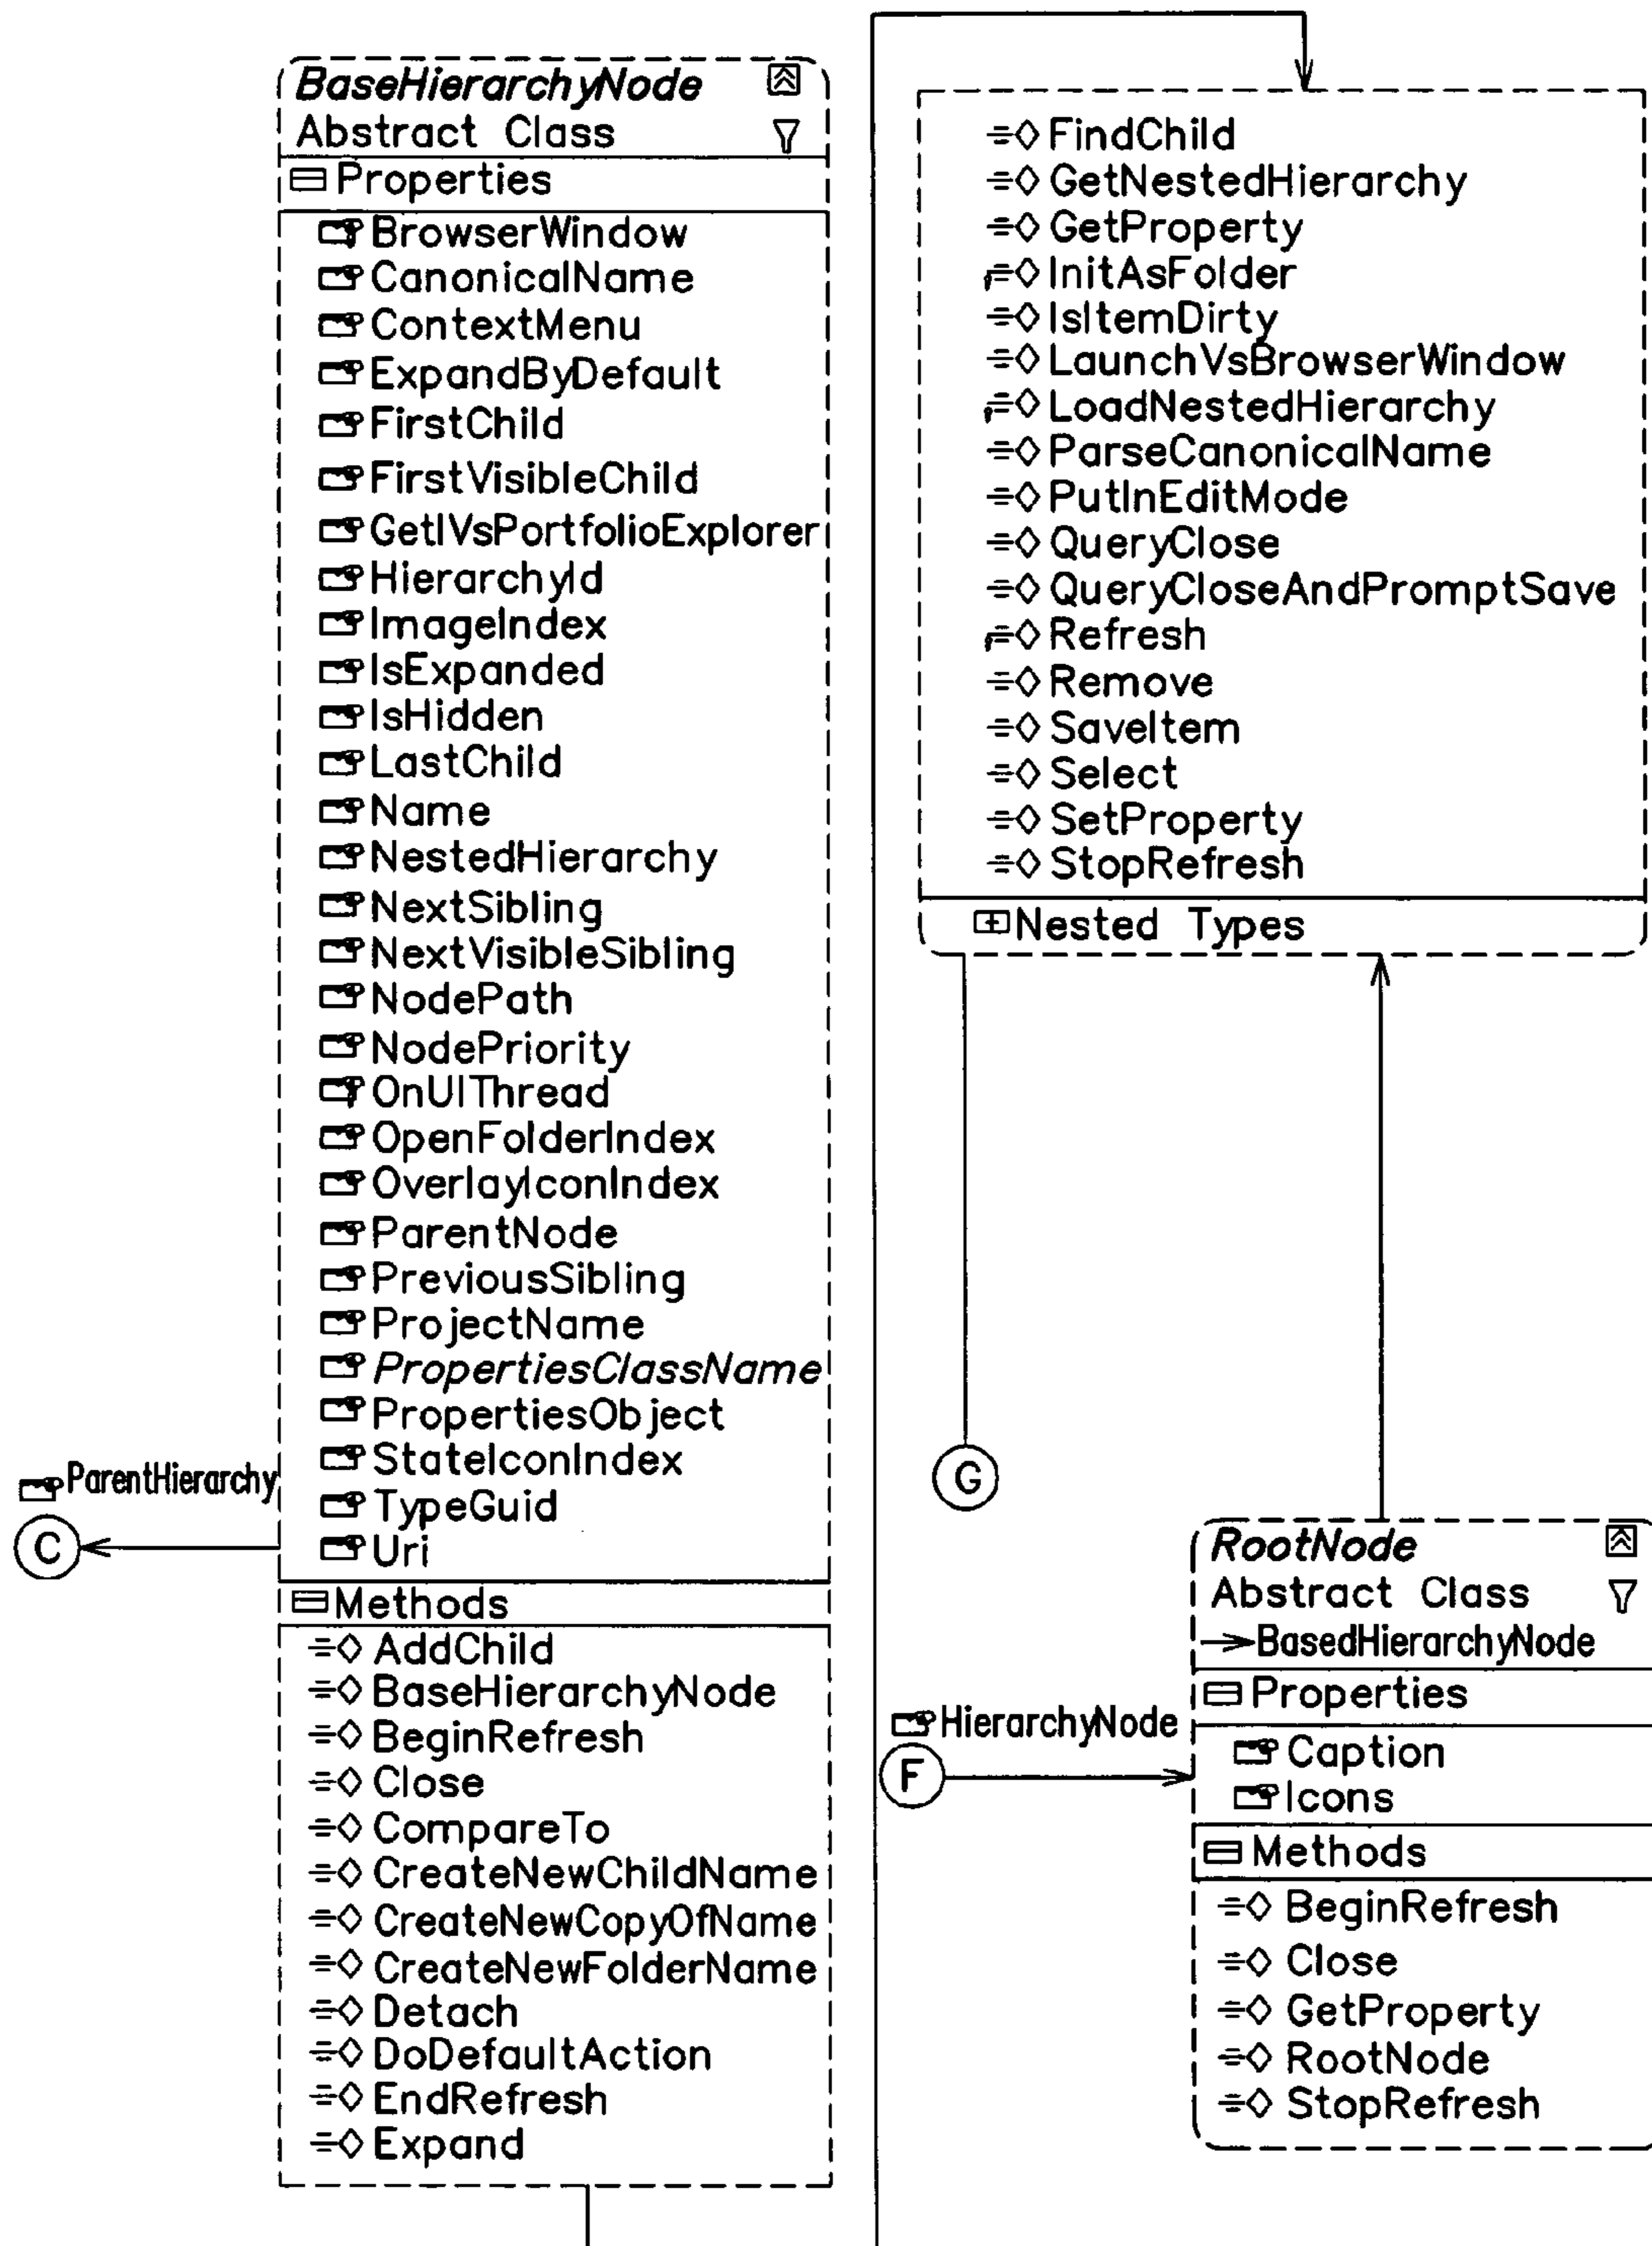 BaseHierarchyNode
Abstract Class
Properties
BrowserWindow
CanonicalName
ContextMenu
ExpandByDefault
FirstChild
FirstVisibleChild
GetIVsPortfolioExplorer
HierarchyId
ImageIndex
IsExpanded
IsHidden
LastChild
Name
NestedHierarchy
NextSibling
NextVisibleSibling
NodePath
NodePriority
OnUIThread
OpenFolderIndex
OverlayIconIndex
ParentNode
PreviousSibling
ProjectName
PropertiesClassName
PropertiesObject
StateIconIndex
TypeGuid
Uri
ParentHierarchy
C
Methods
AddChild
BaseHierarchyNode
BeginRefresh
Close
CompareTo
CreateNewChildName
CreateNewCopyOfName
CreateNewFolderName
Detach
DoDefaultAction
EndRefresh
Expand
FindChild
GetNestedHierarchy
GetProperty
InitAsFolder
IsItemDirty
LaunchVsBrowserWindow
LoadNestedHierarchy
ParseCanonicalName
PutInEditMode
QueryClose
QueryCloseAndPromptSave
Refresh
Remove
SaveItem
Select
SetProperty
StopRefresh
Nested Types
G
RootNode
Abstract Class
BasedHierarchyNode
Properties
Caption
Icons
Methods
BeginRefresh
Close
GetProperty
RootNode
StopRefresh
HierarchyNode
F